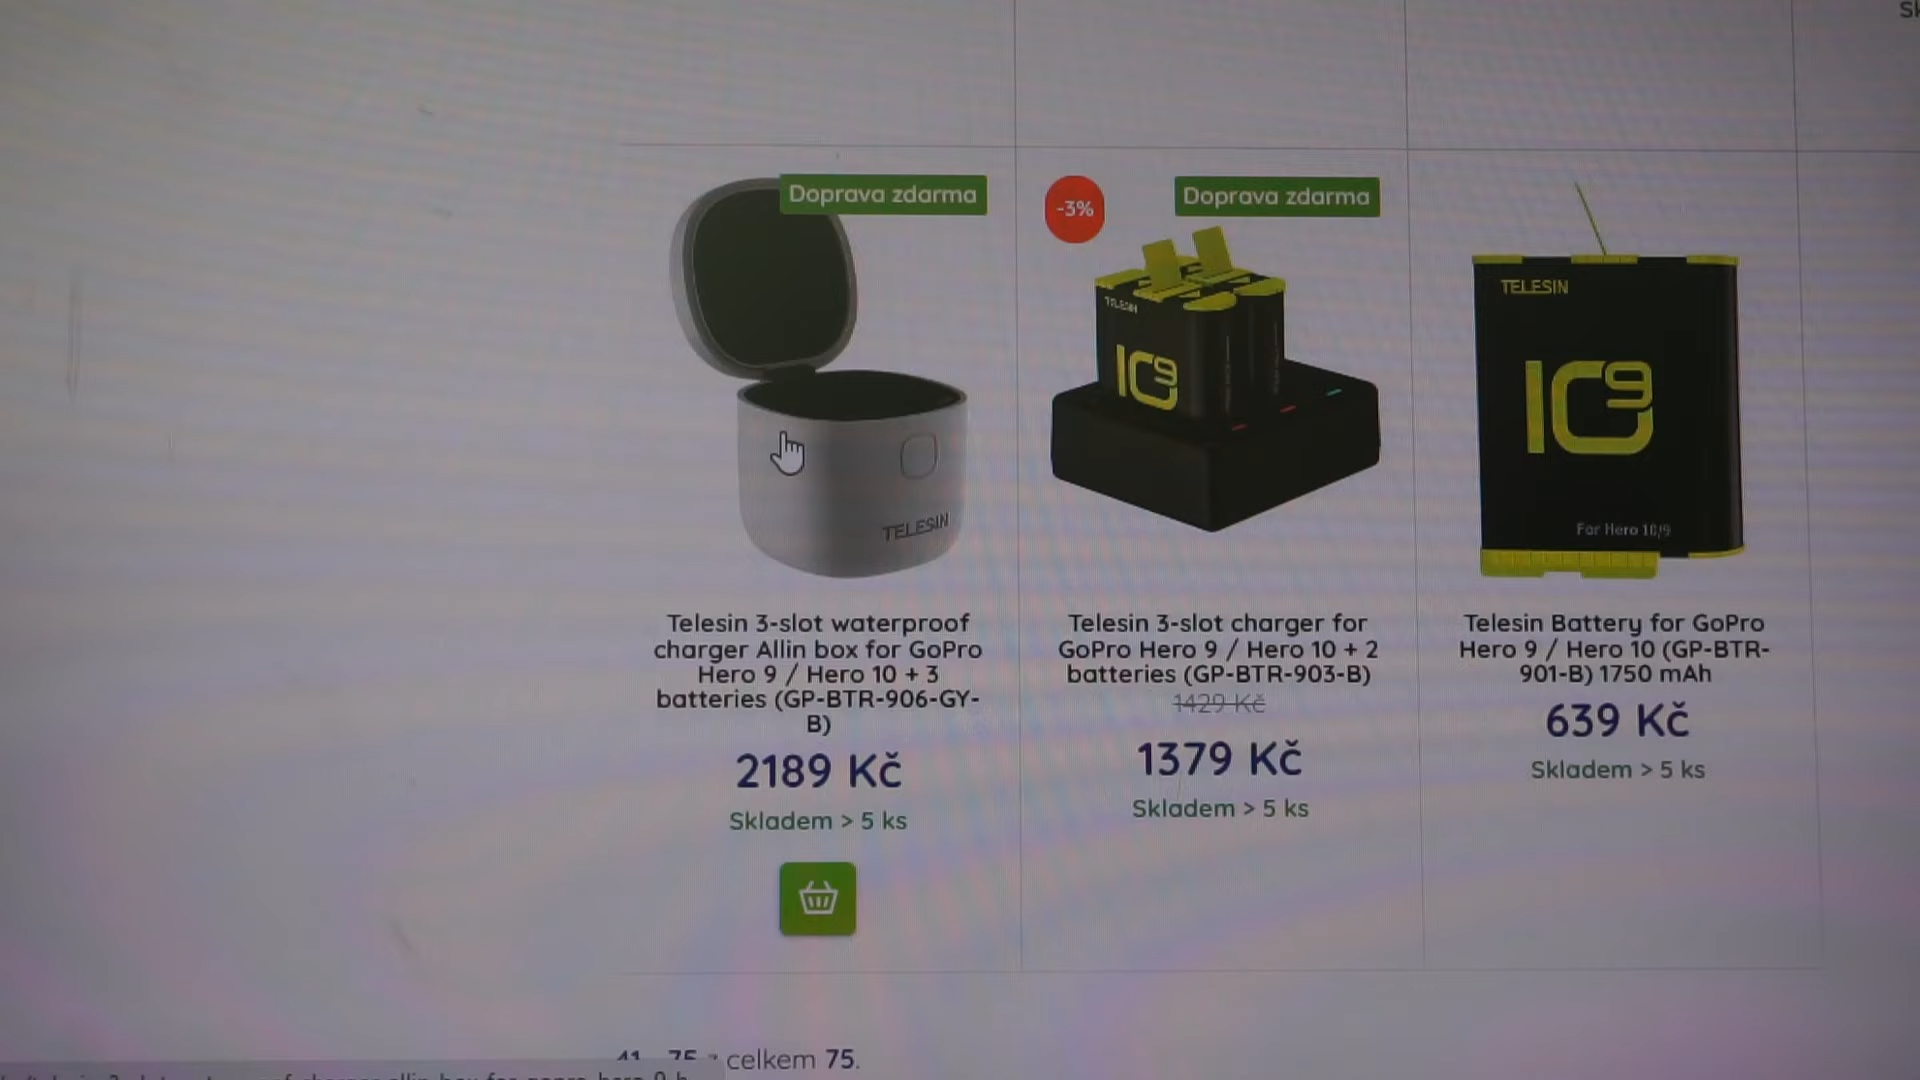 Doprava zdarma
-3%
Doprava zdarma
TELESIN
TELESIN
IC9
TELESIN
IC9
For Hero 10/9
Telesin 3-slot waterproof
charger Allin box for GoPro
Hero 9 / Hero 10 + 3
batteries (GP-BTR-906-GY-
B)
2189 Kč
Skladem > 5 ks
Telesin 3-slot charger for
GoPro Hero 9 / Hero 10 + 2
batteries (GP-BTR-903-B)
1429 Kč
1379 Kč
Skladem > 5 ks
Telesin Battery for GoPro
Hero 9 / Hero 10 (GP-BTR-
901-B) 1750 mAh
639 Kč
Skladem > 5 ks
41 - 75 z celkem 75.